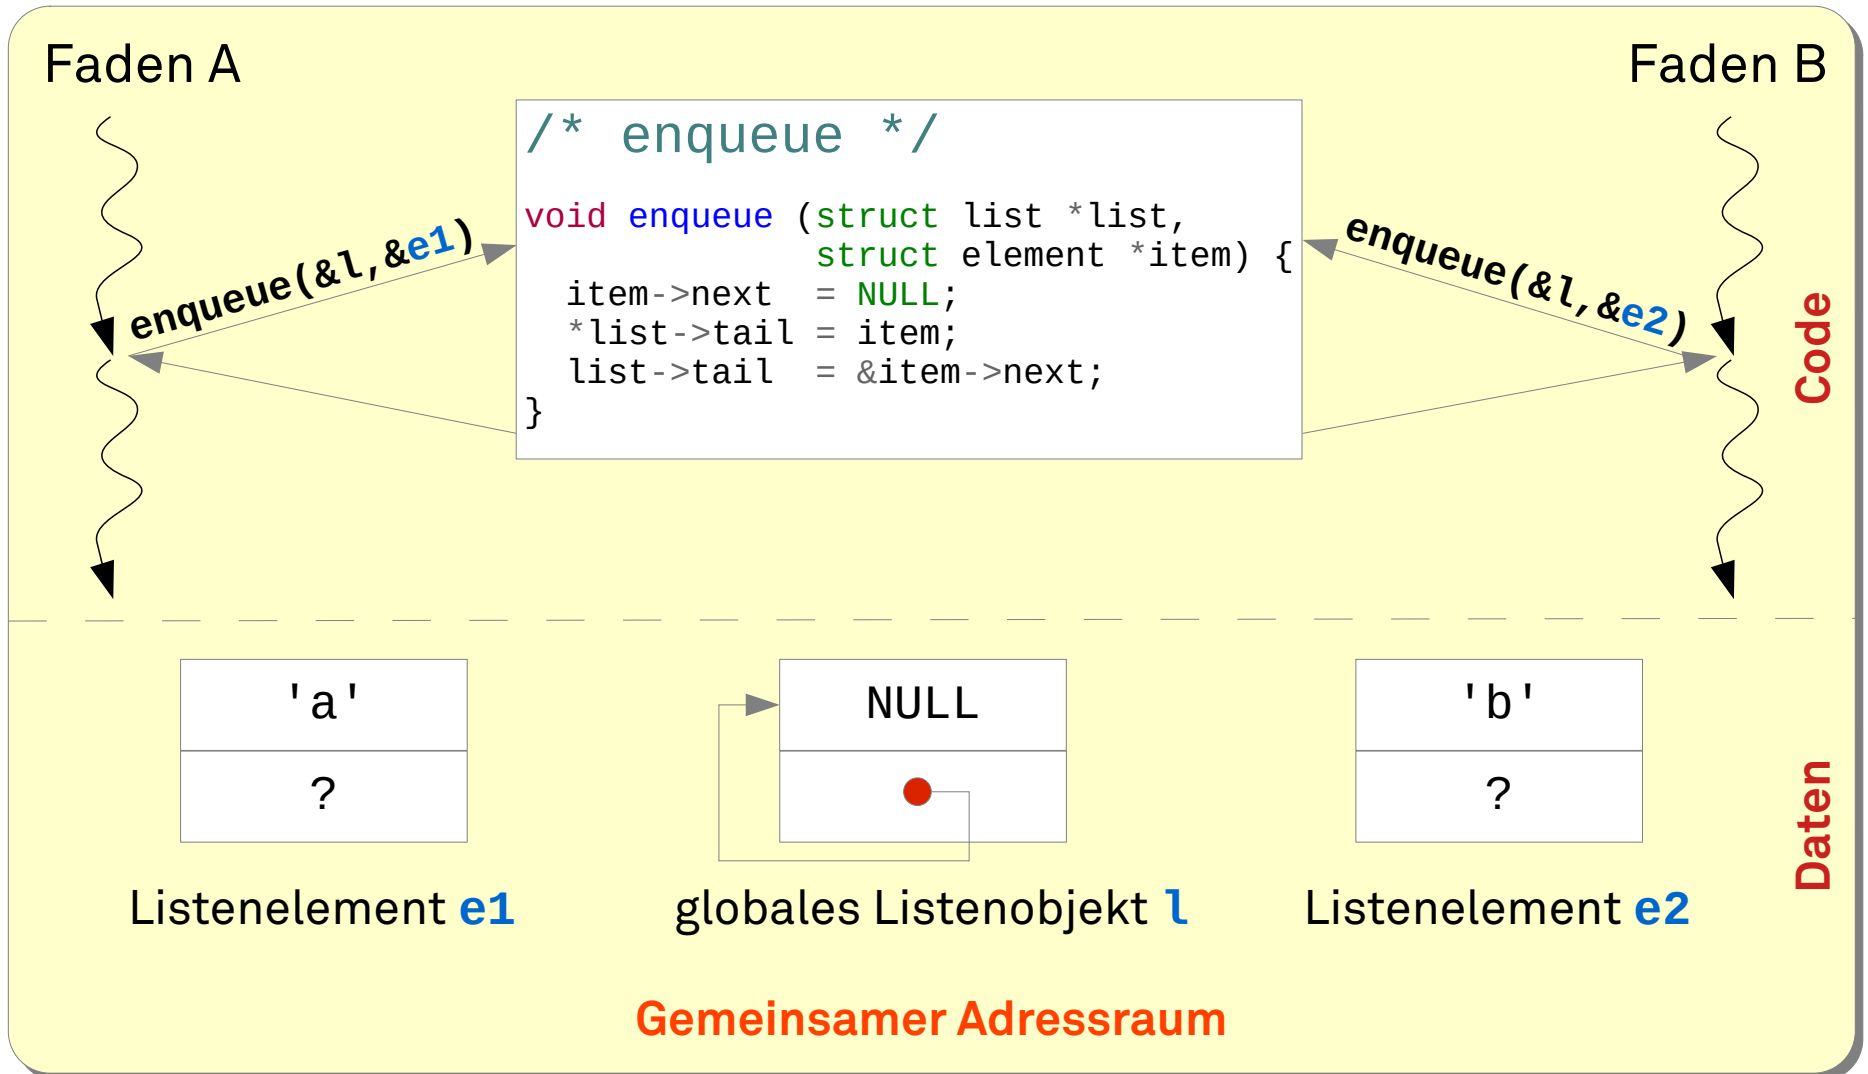 Faden A
Faden B
/* enqueue */
void enqueue (struct list *list,
              struct element *item) {
  item->next  = NULL;
  *list->tail = item;
  list->tail  = &item->next;
}
enqueue(&l,&e1)
enqueue(&l,&e2)
Code
'a'
?
NULL
'b'
?
Listenelement e1
globales Listenobjekt l
Listenelement e2
Daten
Gemeinsamer Adressraum